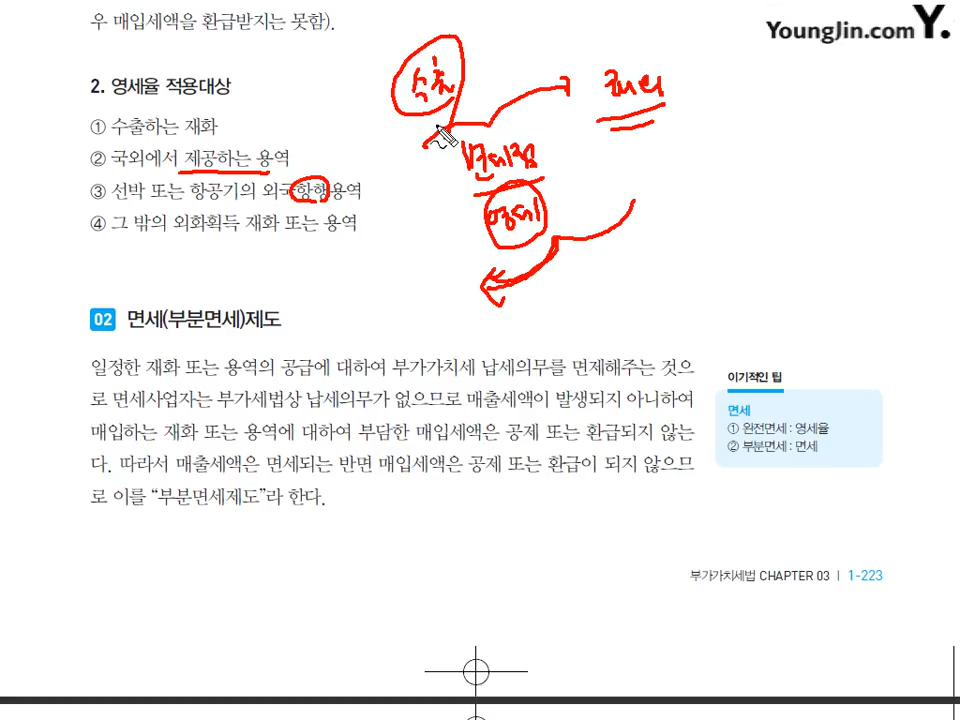 우 매입세액을 환급받지는 못함).
YoungJin.com Y.
2. 영세율 적용대상
① 수출하는 재화
② 국외에서 제공하는 용역
③ 선박 또는 항공기의 외국항행용역
④ 그 밖의 외화획득 재화 또는 용역
수출
해외
면세점
영세
02 면세(부분면세)제도
일정한 재화 또는 용역의 공급에 대하여 부가가치세 납세의무를 면제해주는 것으
로 면세사업자는 부가세법상 납세의무가 없으므로 매출세액이 발생되지 아니하여
매입하는 재화 또는 용역에 대하여 부담한 매입세액은 공제 또는 환급되지 않는
다. 따라서 매출세액은 면세되는 반면 매입세액은 공제 또는 환급이 되지 않으므
로 이를 “부분면세제도”라 한다.
이기적인 팁
면세
① 완전면세 : 영세율
② 부분면세 : 면세
부가가치세법 CHAPTER 03 | 1-223